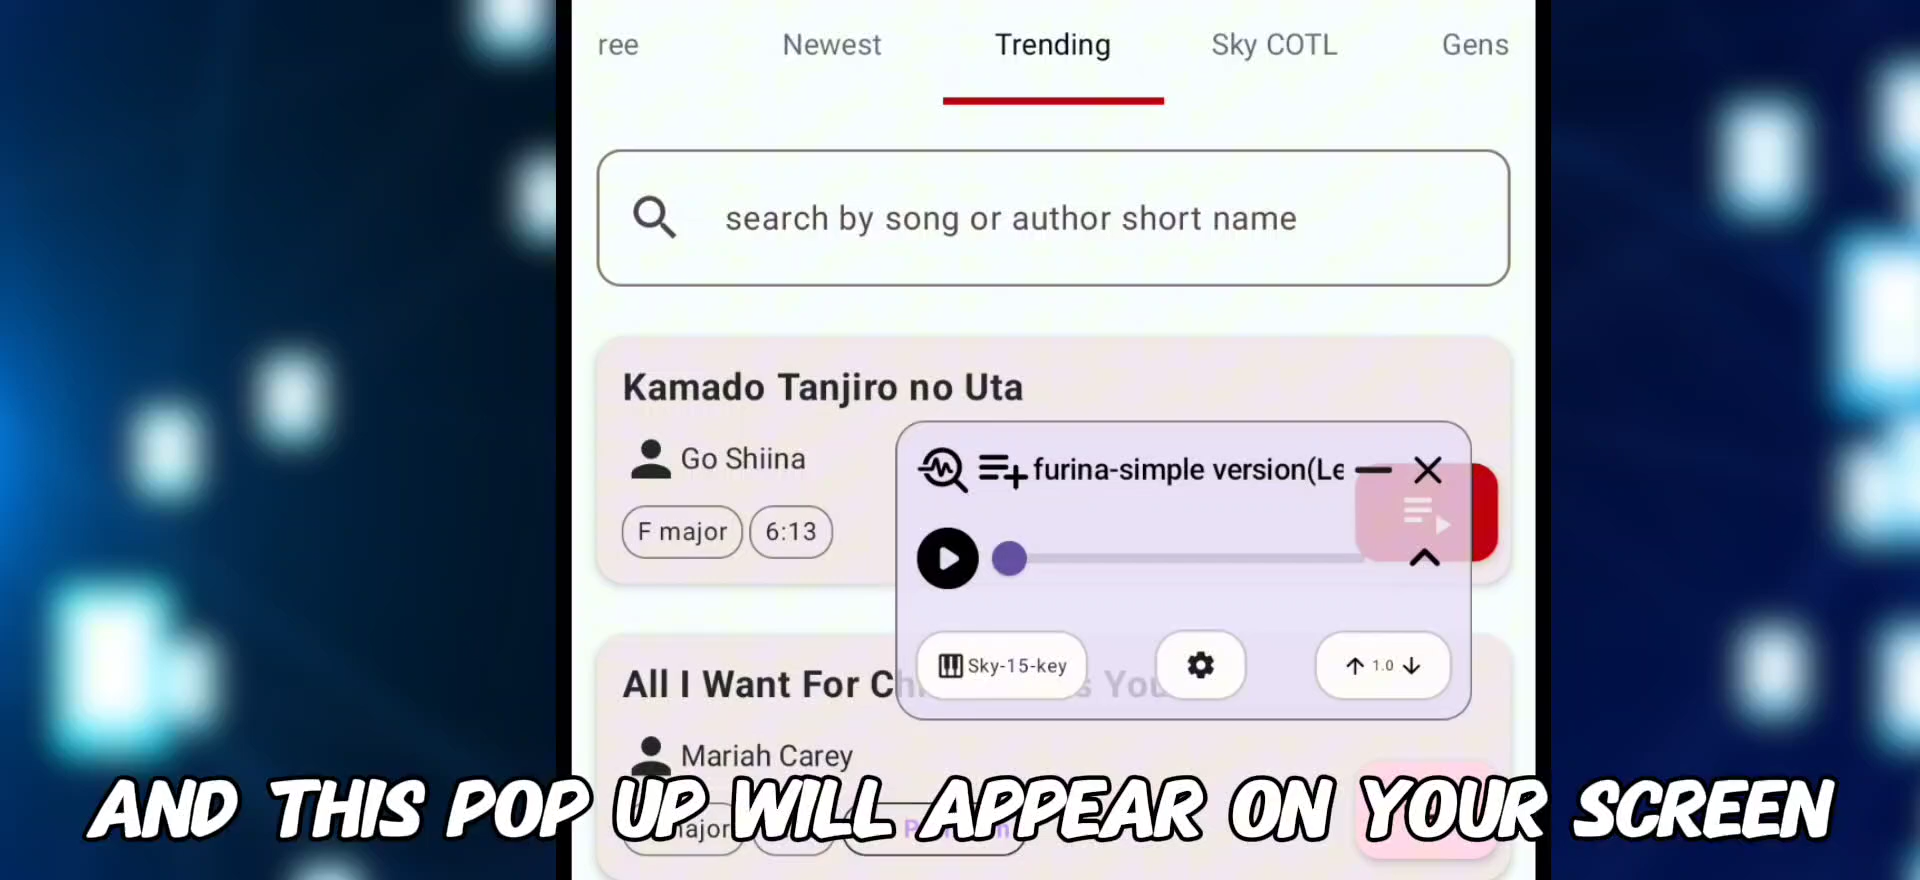 ree Newest Trending Sky COTL Gens
search by song or author short name
Kamado Tanjiro no Uta
Go Shiina
F major 6:13
furina-simple version(Le
Sky-15-key 1.0
All I Want For Ch s You
Mariah Carey
AND THIS POP UP WILL APPEAR ON YOUR SCREEN